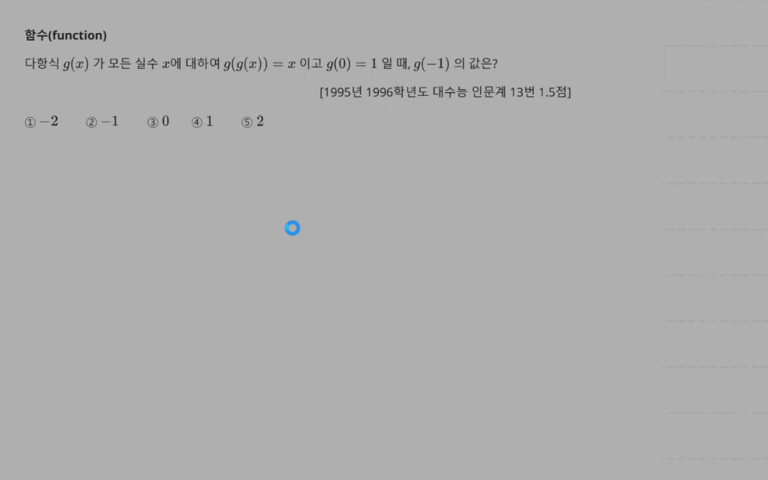 함수(function)
다항식 g(x) 가 모든 실수 x에 대하여 g(g(x)) = x 이고 g(0) = 1 일 때, g(−1) 의 값은?
[1995년 1996학년도 대수능 인문계 13번 1.5점]
① −2 ② −1 ③ 0 ④ 1 ⑤ 2